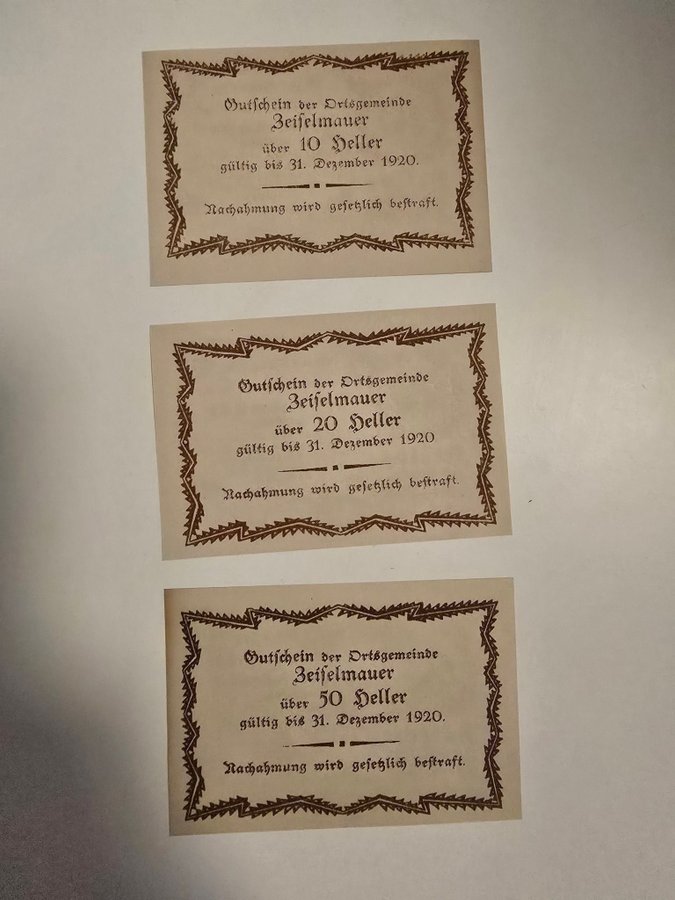 Gutschein der Ortsgemeinde
Zeiselmauer
über 10 Heller
gültig bis 31. Dezember 1920.
Nachahmung wird gesetzlich bestraft.
Gutschein der Ortsgemeinde
Zeiselmauer
über 20 Heller
gültig bis 31. Dezember 1920
Nachahmung wird gesetzlich bestraft.
Gutschein der Ortsgemeinde
Zeiselmauer
über 50 Heller
gültig bis 31. Dezember 1920.
Nachahmung wird gesetzlich bestraft.